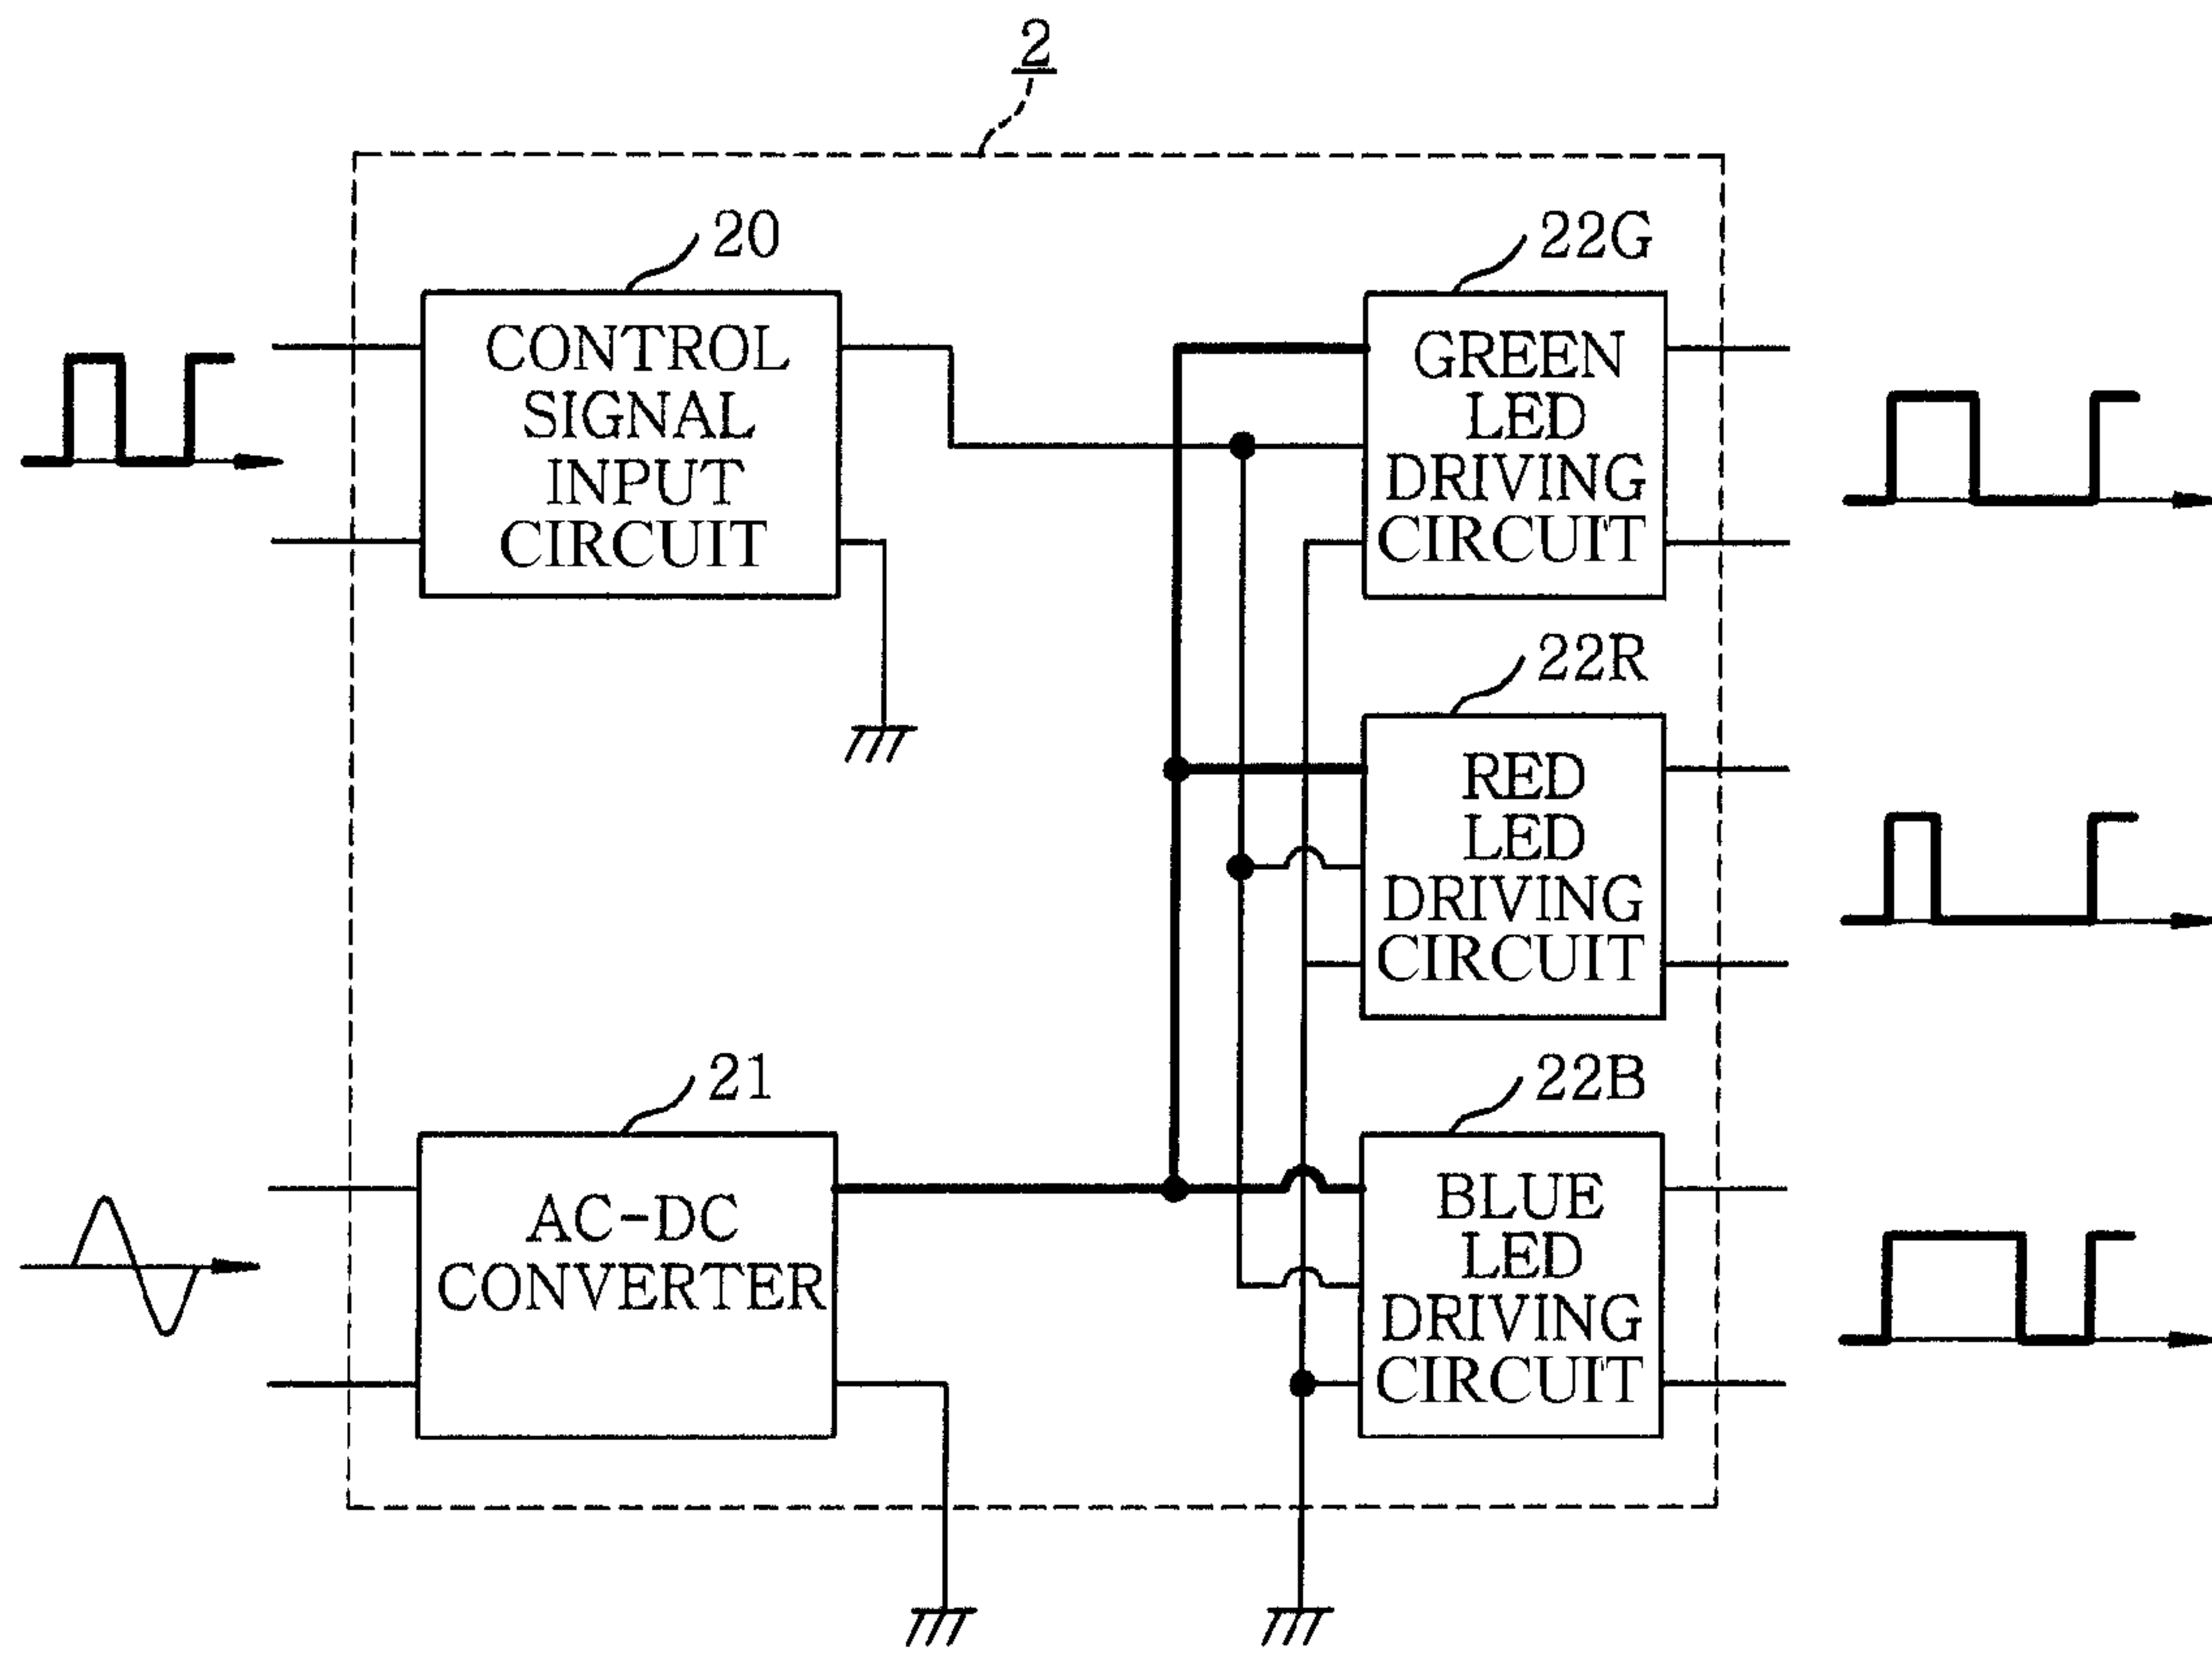 2
20
CONTROL
SIGNAL
INPUT
CIRCUIT
22G
GREEN
LED
DRIVING
CIRCUIT
22R
RED
LED
DRIVING
CIRCUIT
21
AC-DC
CONVERTER
22B
BLUE
LED
DRIVING
CIRCUIT